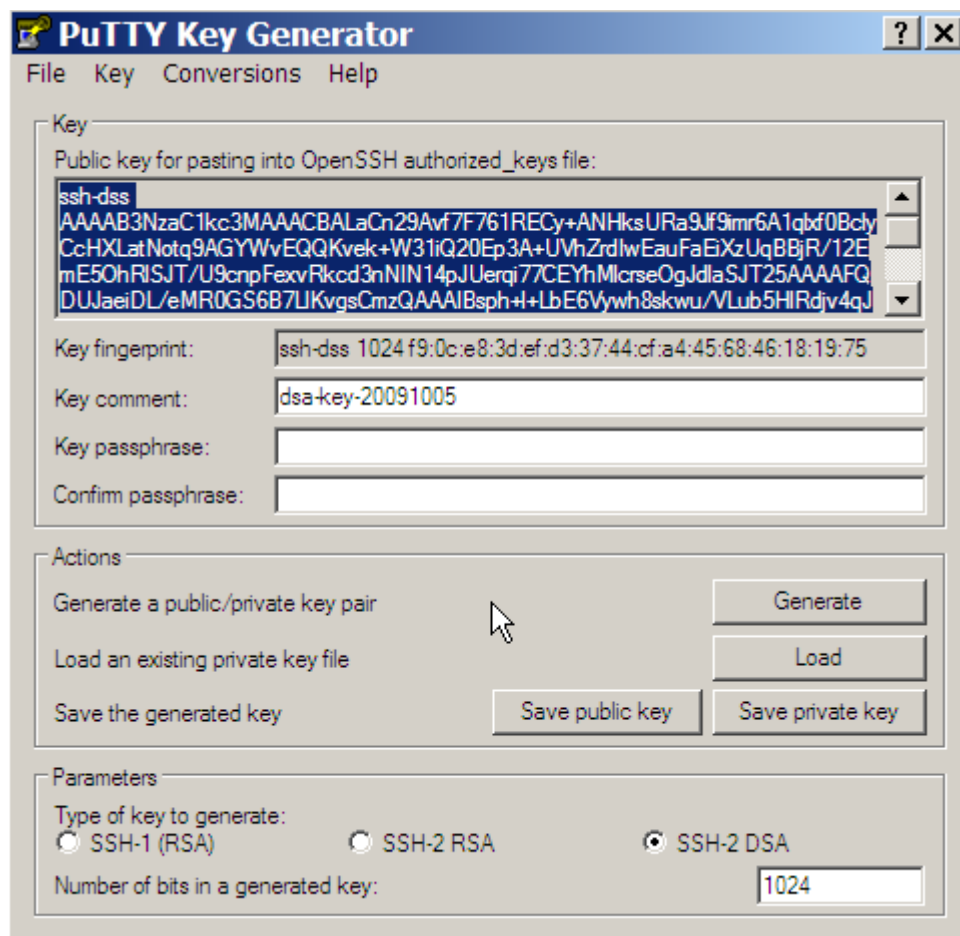 PuTTY Key Generator
File Key Conversions Help
Key
Public key for pasting into OpenSSH authorized_keys file:
ssh-dss
AAAAB3NzaC1kc3MAAACBALaCn29Avf7F761RECy+ANHksURa9Jf9imr6A1qlxf0Bcly
CcHXLatNotq9AGYWvEQQKvek+W31iQ20Ep3A+UVhZrdIwEauFaEiXzUqBBjR/12E
mE5OhRlSJT/U9cnpFexvRkcd3nNIN14pJUerqi77CEYhMlcrseOgJdlaSJT25AAAAFQ
DUJaeiDL/eMR0GS6B7LlKvgsCmzQAAAIBsph+l+LbE6Vywh8skwu/VLub5HlRdjv4qJ
Key fingerprint: ssh-dss 1024 f9:0c:e8:3d:ef:d3:37:44:cf:a4:45:68:46:18:19:75
Key comment: dsa-key-20091005
Key passphrase:
Confirm passphrase:
Actions
Generate a public/private key pair Generate
Load an existing private key file Load
Save the generated key Save public key Save private key
Parameters
Type of key to generate:
SSH-1 (RSA) SSH-2 RSA SSH-2 DSA
Number of bits in a generated key: 1024